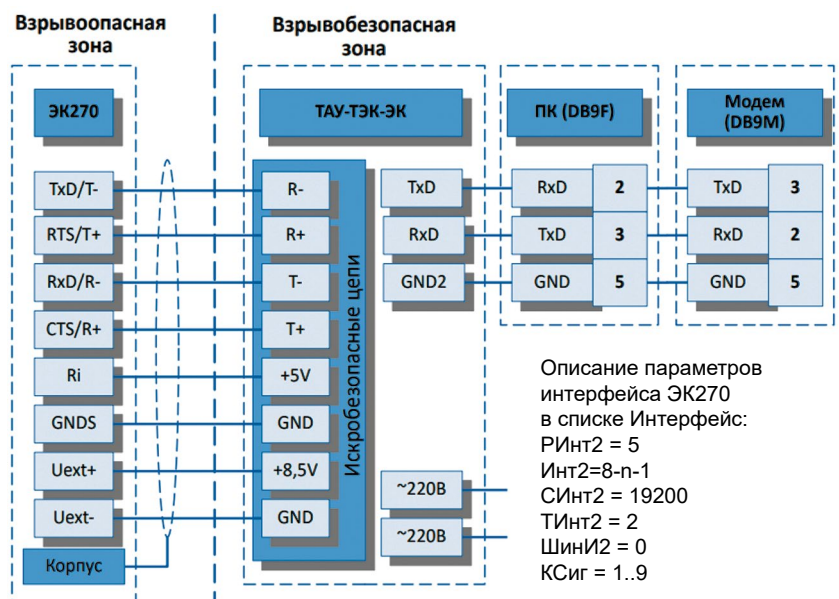 Взрывоопасная
зона
Взрывобезопасная
зона
ЭК270
ТАУ-ТЭК-ЭК
ПК (DB9F)
Модем
(DB9M)
TxD/T-
R-
TxD
RxD
2
TxD
3
RTS/T+
R+
RxD
TxD
3
RxD
2
RxD/R-
T-
GND2
GND
5
GND
5
CTS/R+
T+
Ri
+5V
GNDS
GND
Uext+
+8,5V
Uext-
GND
Корпус
Искробезопасные цепи
~220В
~220В
Описание параметров
интерфейса ЭК270
в списке Интерфейс:
РИнт2 = 5
Инт2=8-n-1
СИнт2 = 19200
ТИнт2 = 2
ШинИ2 = 0
КСиг = 1..9